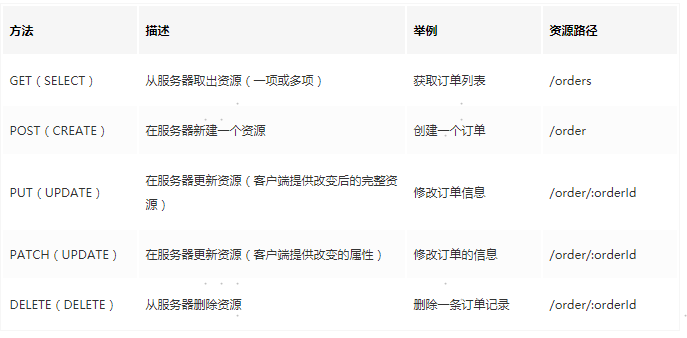 方法 描述 举例 资源路径
GET（SELECT） 从服务器取出资源（一项或多项） 获取订单列表 /orders
POST（CREATE） 在服务器新建一个资源 创建一个订单 /order
PUT（UPDATE） 在服务器更新资源（客户端提供改变后的完整资
源） 修改订单信息 /order/:orderId
PATCH（UPDATE） 在服务器更新资源（客户端提供改变的属性） 修改订单的信息 /order/:orderId
DELETE（DELETE） 从服务器删除资源 删除一条订单记录 /order/:orderId